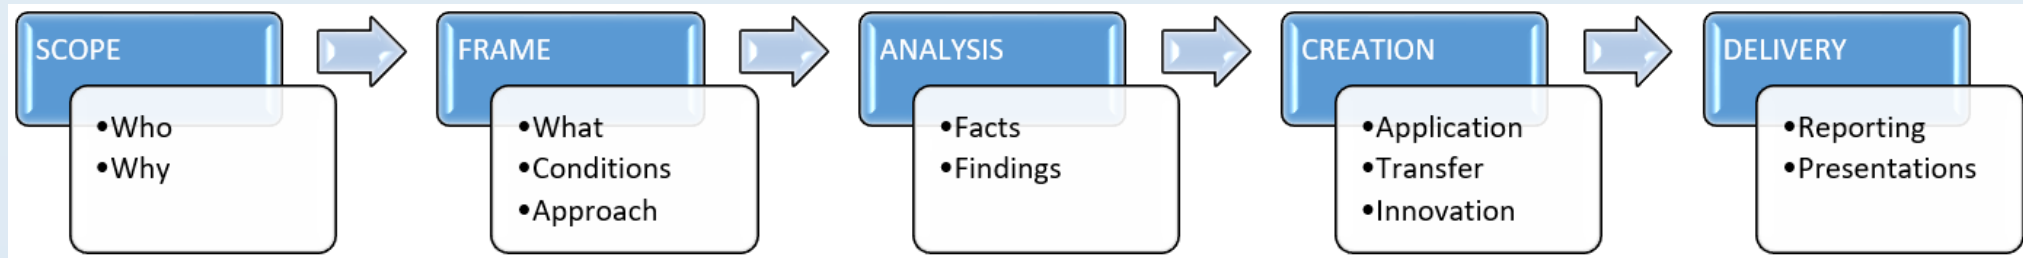 SCOPE
•Who
•Why
FRAME
•What
•Conditions
•Approach
ANALYSIS
•Facts
•Findings
CREATION
•Application
•Transfer
•Innovation
DELIVERY
•Reporting
•Presentations